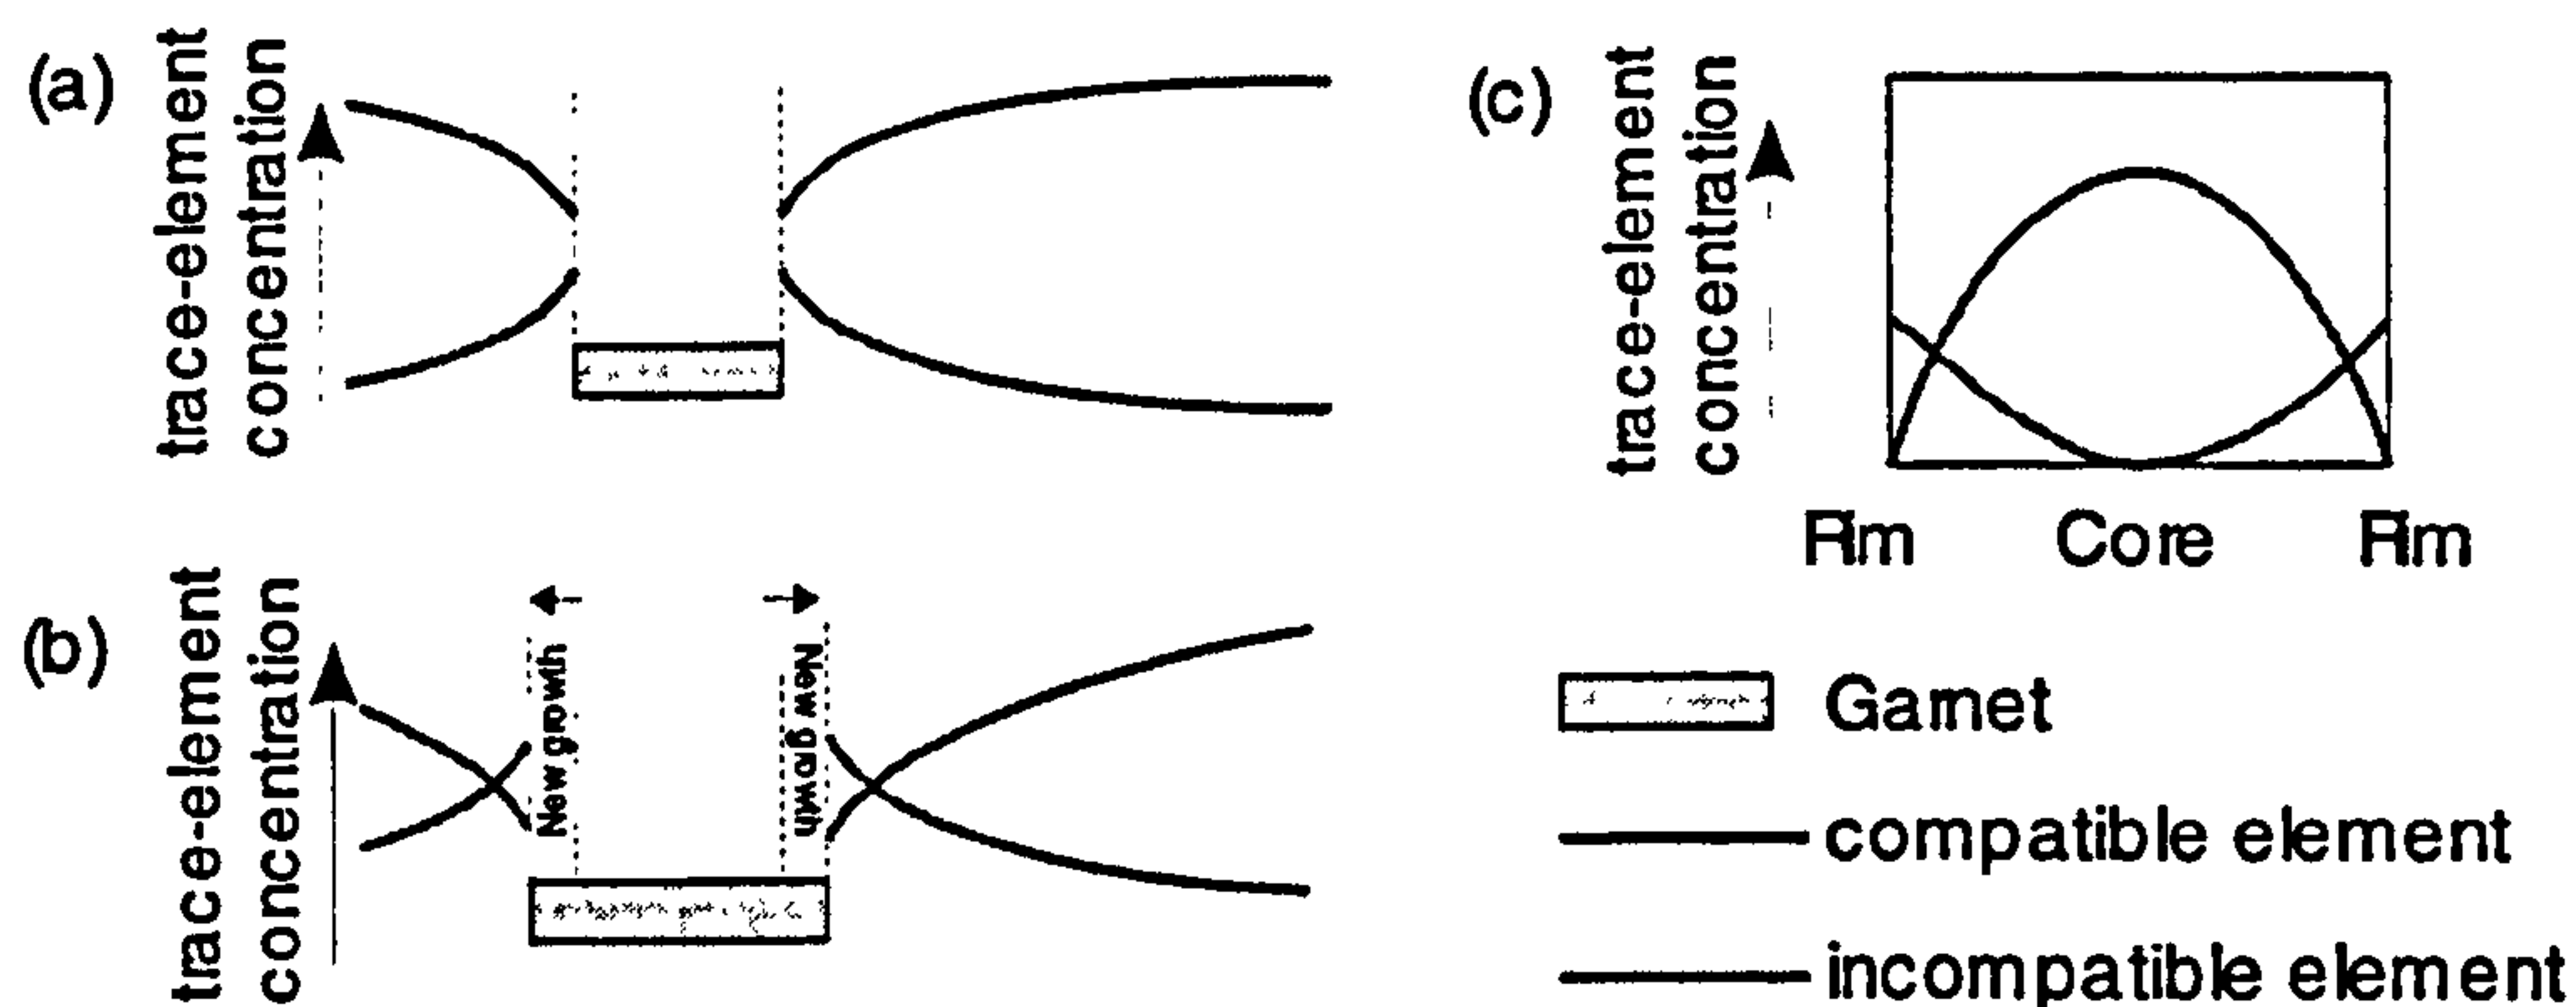 (a)
trace-element
concentration
(b)
trace-element
concentration
New growth
New growth
(c)
trace-element
concentration
Rim
Core
Rim
Garnet
compatible element
incompatible element